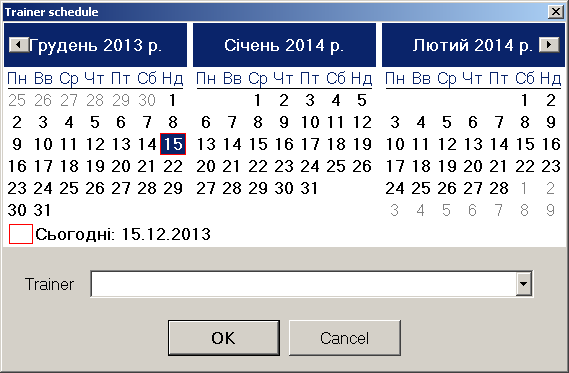 Trainer schedule
Грудень 2013 р. Січень 2014 р. Лютий 2014 р.
Пн Вв Ср Чт Пт Сб Нд Пн Вв Ср Чт Пт Сб Нд Пн Вв Ср Чт Пт Сб Нд
25 26 27 28 29 30 1 1 2 3 4 5 1 2
2 3 4 5 6 7 8 6 7 8 9 10 11 12 3 4 5 6 7 8 9
9 10 11 12 13 14 15 13 14 15 16 17 18 19 10 11 12 13 14 15 16
16 17 18 19 20 21 22 20 21 22 23 24 25 26 17 18 19 20 21 22 23
23 24 25 26 27 28 29 27 28 29 30 31 24 25 26 27 28 1 2
30 31 3 4 5 6 7 8 9
Сьогодні: 15.12.2013
Trainer
OK Cancel